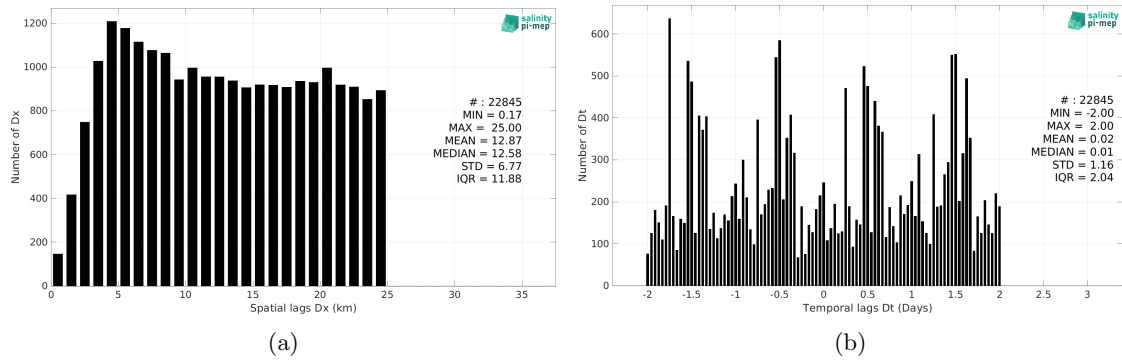 1200
1000
800
600
400
200
0
Number of Dx
0 5 10 15 20 25 30 35
Spatial lags Dx (km)
salinity
pi-mep
# : 22845
MIN = 0.17
MAX = 25.00
MEAN = 12.87
MEDIAN = 12.58
STD = 6.77
IQR = 11.88
(a)
600
500
400
300
200
100
0
Number of Dt
-2 -1.5 -1 -0.5 0 0.5 1 1.5 2 2.5 3
Temporal lags Dt (Days)
salinity
pi-mep
# : 22845
MIN = -2.00
MAX = 2.00
MEAN = 0.02
MEDIAN = 0.01
STD = 1.16
IQR = 2.04
(b)